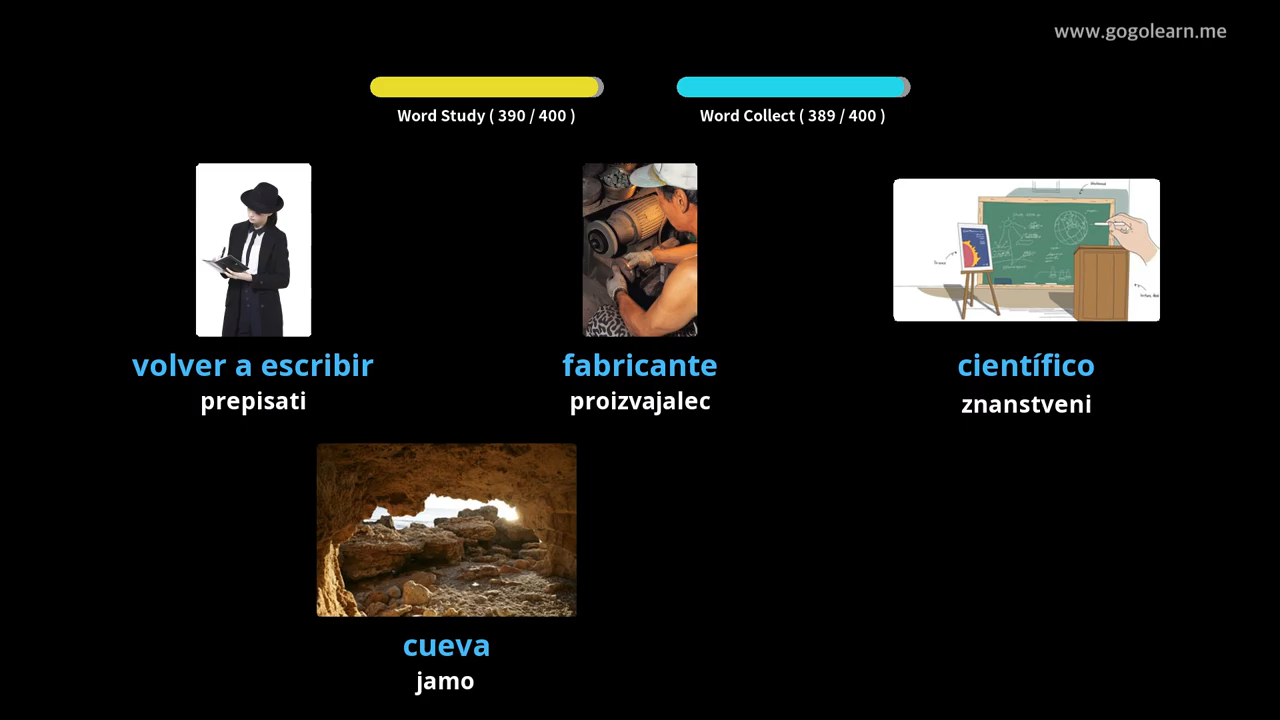 www.gogolearn.me
Word Study ( 390 / 400 )
Word Collect ( 389 / 400 )
volver a escribir
prepisati
fabricante
proizvajalec
científico
znanstveni
cueva
jamo